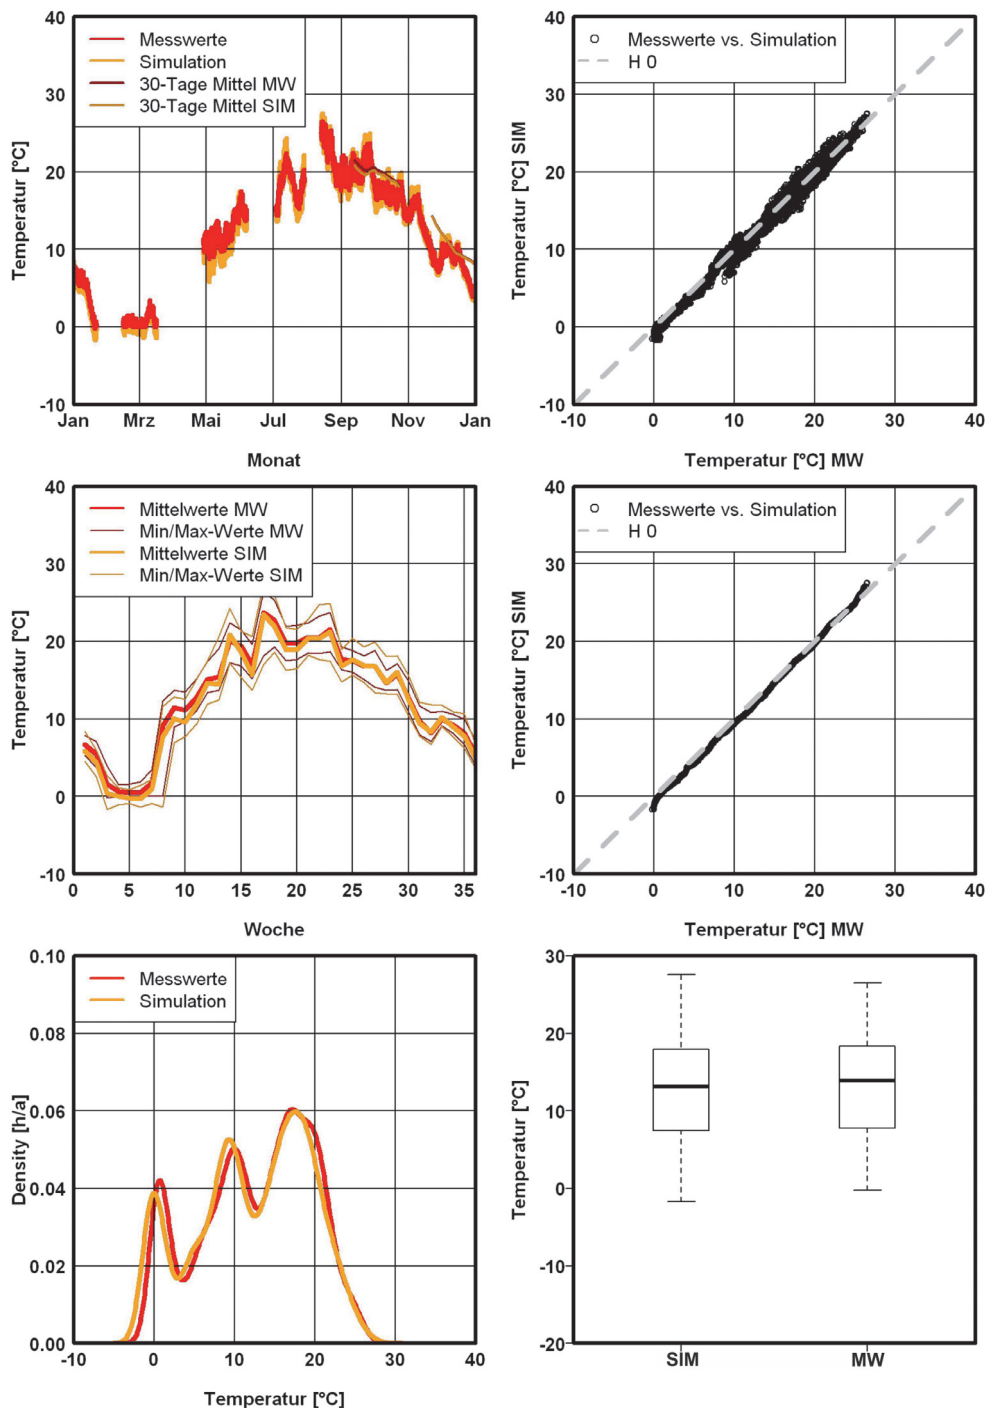 40
30
20
10
0
-10
Temperatur [°C]
Messwerte
Simulation
30-Tage Mittel MW
30-Tage Mittel SIM
Jan Mrz Mai Jul Sep Nov Jan
Monat
40
30
20
10
0
-10
Temperatur [°C] SIM
Messwerte vs. Simulation
H 0
-10 0 10 20 30 40
Temperatur [°C] MW
40
30
20
10
0
-10
Temperatur [°C]
Mittelwerte MW
Min/Max-Werte MW
Mittelwerte SIM
Min/Max-Werte SIM
0 5 10 15 20 25 30 35
Woche
40
30
20
10
0
-10
Temperatur [°C] SIM
Messwerte vs. Simulation
H 0
-10 0 10 20 30 40
Temperatur [°C] MW
0.10
0.08
0.06
0.04
0.02
0.00
Density [h/a]
Messwerte
Simulation
-10 0 10 20 30 40
Temperatur [°C]
30
20
10
0
-10
-20
Temperatur [°C]
SIM MW